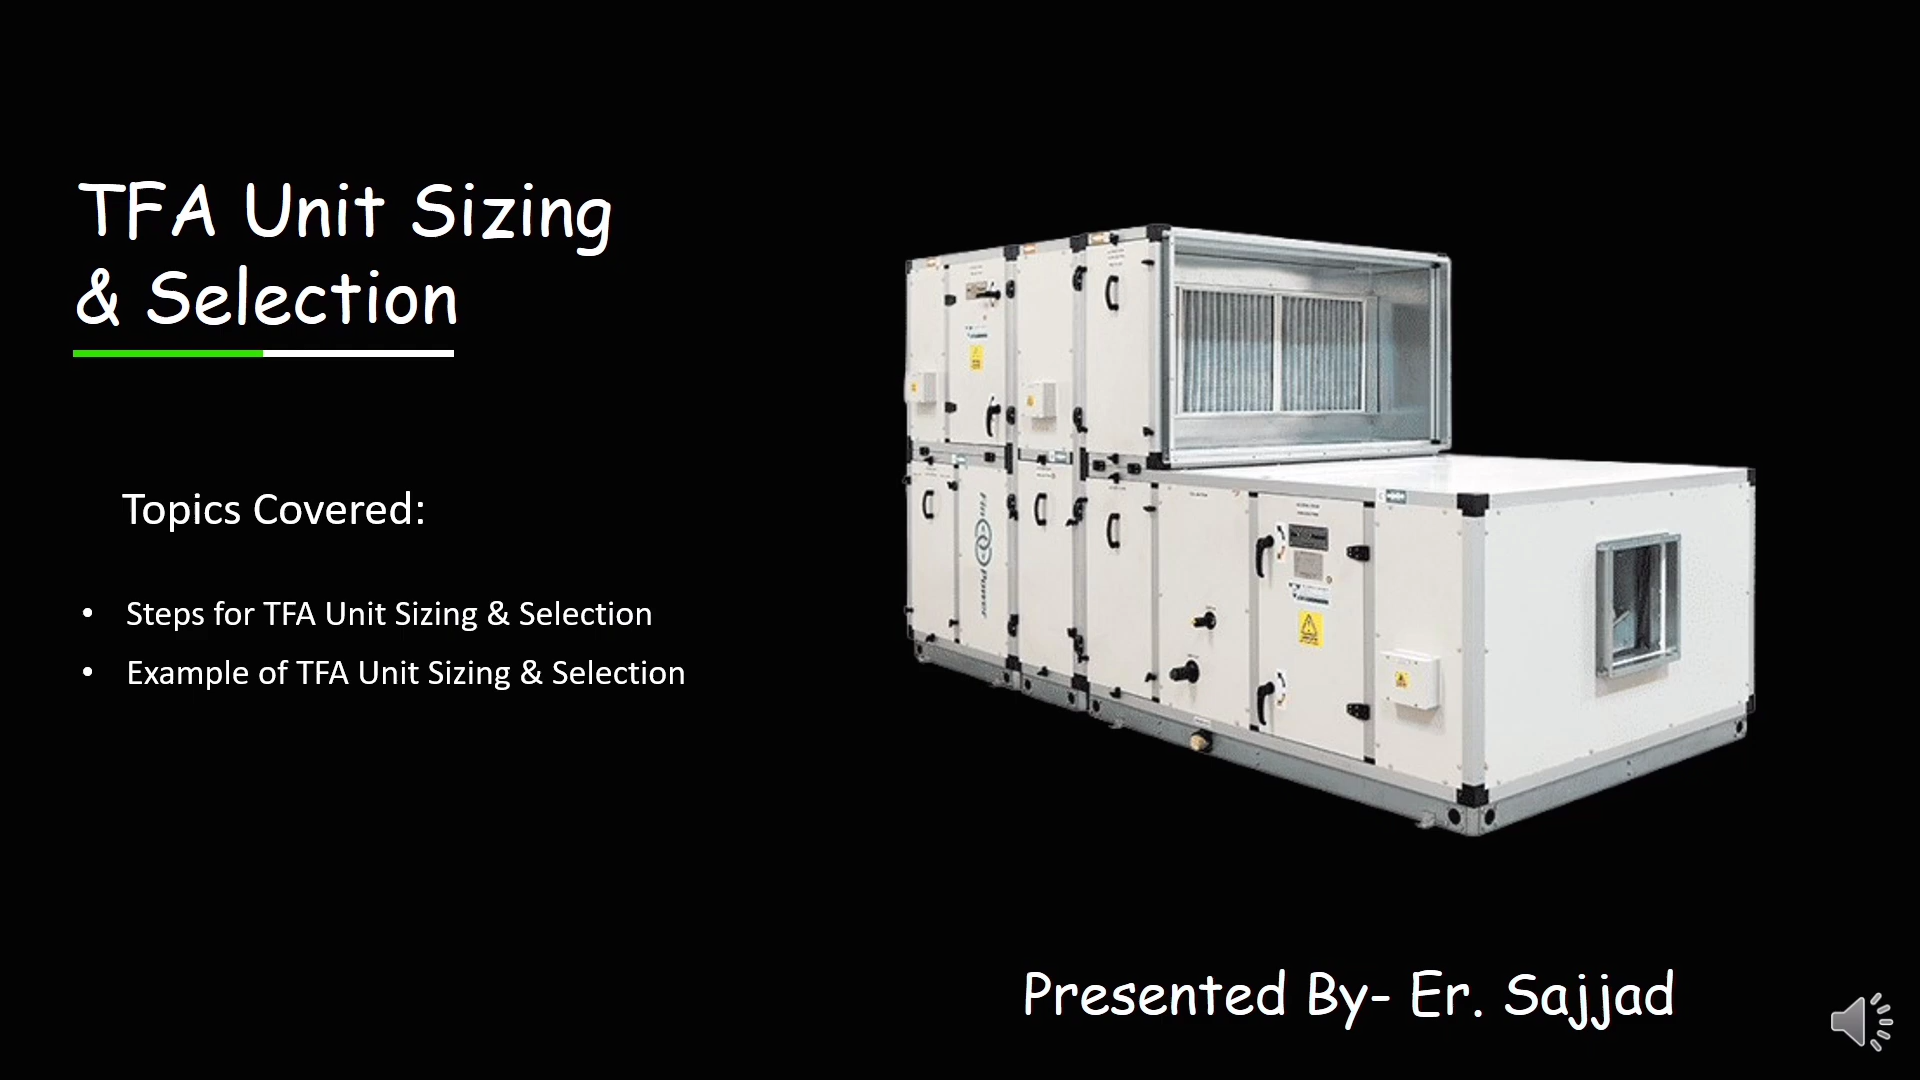 TFA Unit Sizing
& Selection
Topics Covered:
• Steps for TFA Unit Sizing & Selection
• Example of TFA Unit Sizing & Selection
Presented By- Er. Sajjad